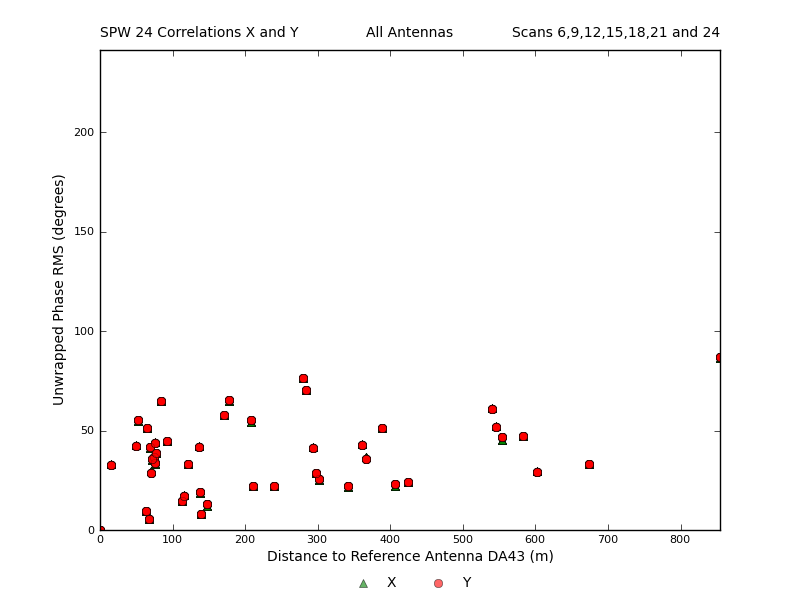 SPW 24 Correlations X and Y All Antennas Scans 6,9,12,15,18,21 and 24
200
150
100
50
0
Unwrapped Phase RMS (degrees)
0 100 200 300 400 500 600 700 800
Distance to Reference Antenna DA43 (m)
X Y